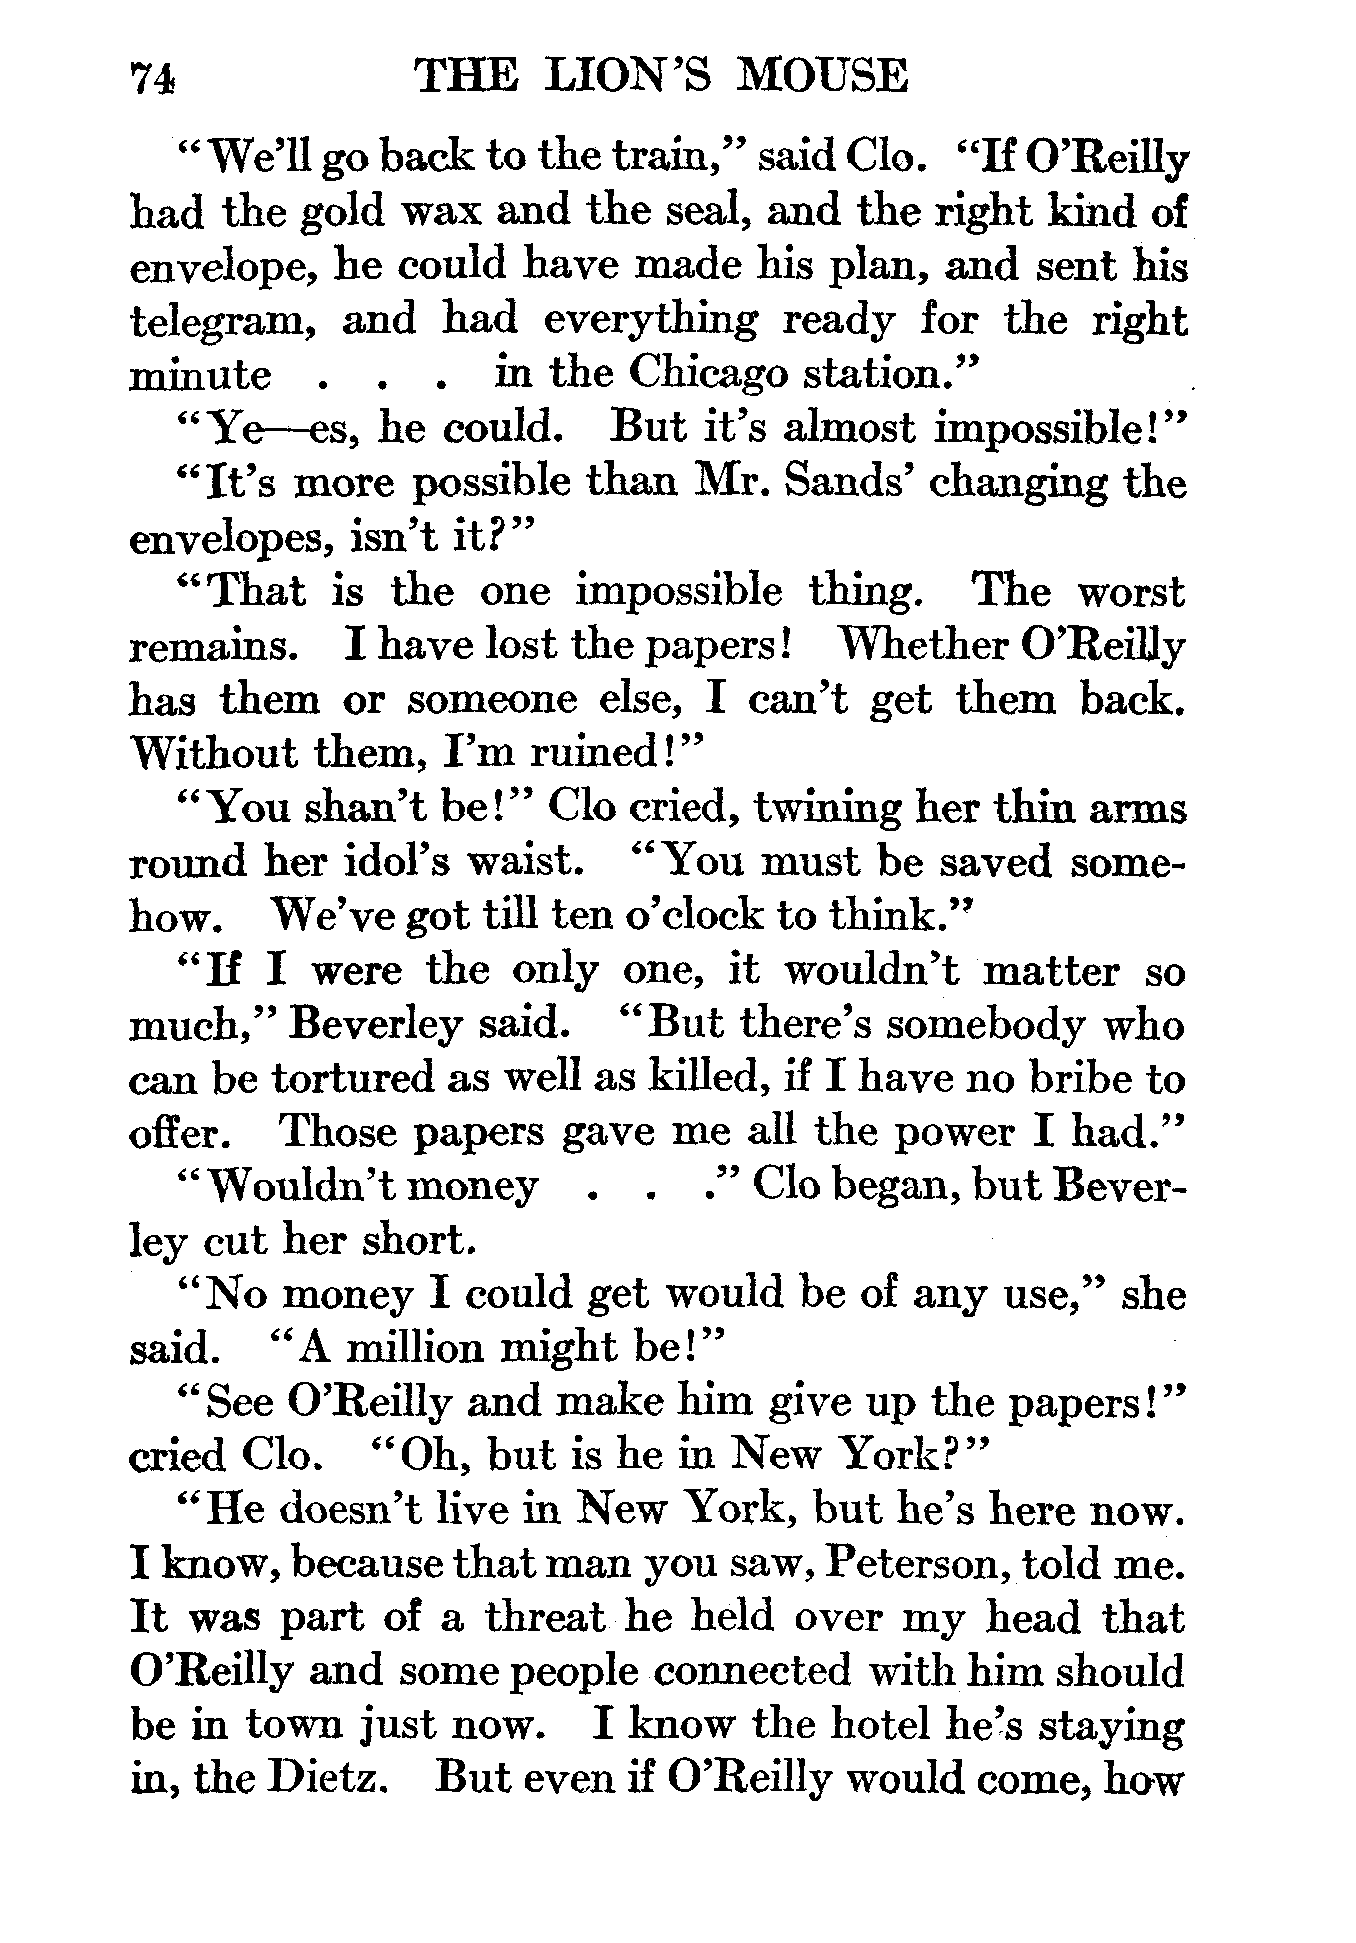 74 THE LION'S MOUSE
"We'll go back to the train," said Clo. "If O'Reilly
had the gold wax and the seal, and the right kind of
envelope, he could have made his plan, and sent his
telegram, and had everything ready for the right
minute . . . in the Chicago station."
"Ye—es, he could. But it's almost impossible!"
"It's more possible than Mr. Sands' changing the
envelopes, isn't it?"
"That is the one impossible thing. The worst
remains. I have lost the papers! Whether O'Reilly
has them or someone else, I can't get them back.
Without them, I'm ruined!"
"You shan't be!" Clo cried, twining her thin arms
round her idol's waist. "You must be saved some-
how. We've got till ten o'clock to think."
"If I were the only one, it wouldn't matter so
much," Beverley said. "But there's somebody who
can be tortured as well as killed, if I have no bribe to
offer. Those papers gave me all the power I had."
"Wouldn't money . . ." Clo began, but Bever-
ley cut her short.
"No money I could get would be of any use," she
said. "A million might be!"
"See O'Reilly and make him give up the papers!"
cried Clo. "Oh, but is he in New York?"
"He doesn't live in New York, but he's here now.
I know, because that man you saw, Peterson, told me.
It was part of a threat he held over my head that
O'Reilly and some people connected with him should
be in town just now. I know the hotel he's staying
in, the Dietz. But even if O'Reilly would come, how